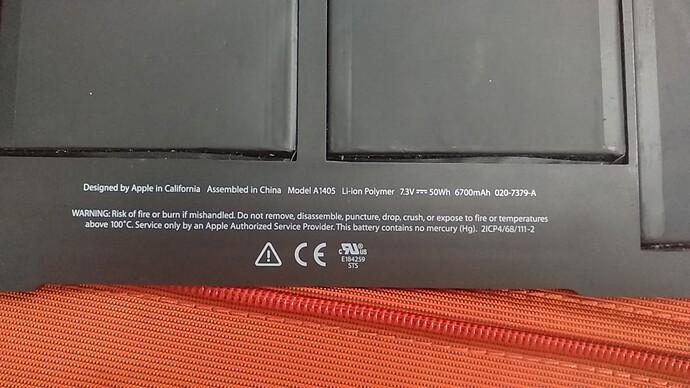 Designed by Apple in California Assembled in China Model A1405 Li-ion Polymer 7.3V ⎓ 50Wh 6700mAh 020-7379-A
WARNING: Risk of fire or burn if mishandled. Do not remove, disassemble, puncture, drop, crush, or expose to fire or temperatures
above 100°C. Service only by an Apple Authorized Service Provider. This battery contains no mercury (Hg). 2ICP4/68/111-2
CE c RU us
E184259
STS